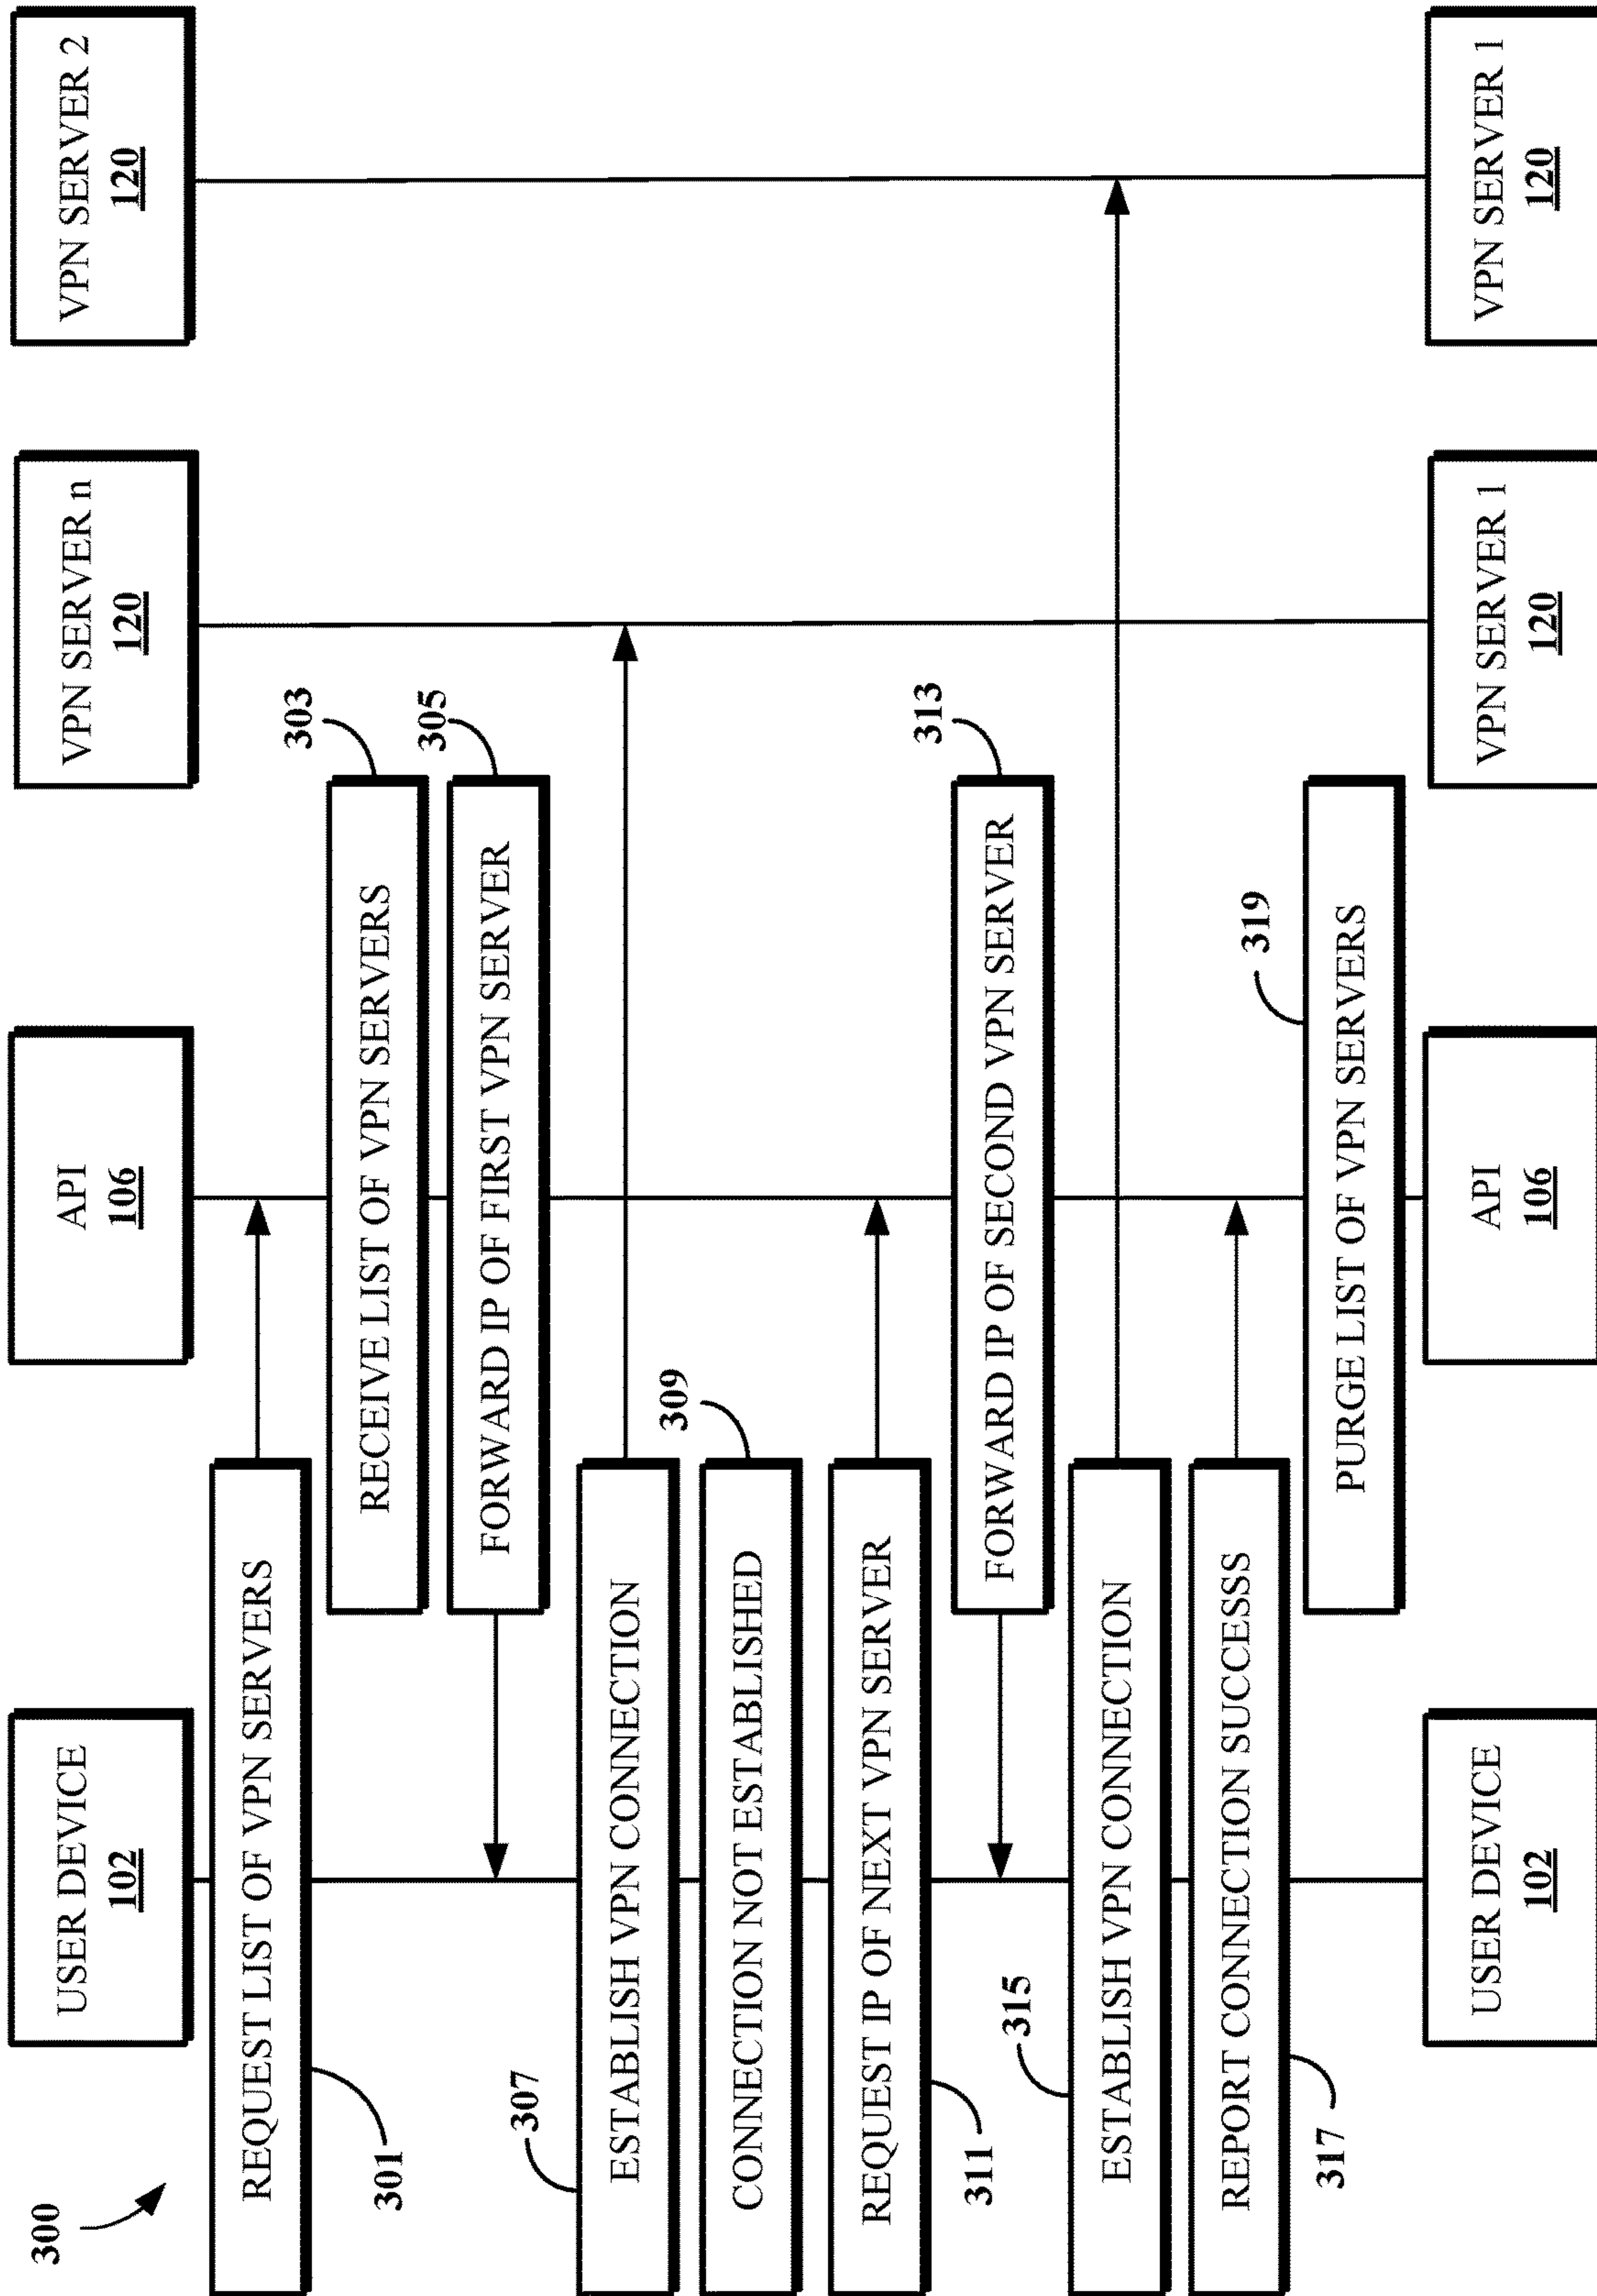 300
USER DEVICE
102
API
106
VPN SERVER n
120
VPN SERVER 2
120
REQUEST LIST OF VPN SERVERS
301
RECEIVE LIST OF VPN SERVERS
303
FORWARD IP OF FIRST VPN SERVER
305
307
ESTABLISH VPN CONNECTION
CONNECTION NOT ESTABLISHED
309
REQUEST IP OF NEXT VPN SERVER
311
FORWARD IP OF SECOND VPN SERVER
313
315
ESTABLISH VPN CONNECTION
REPORT CONNECTION SUCCESS
317
PURGE LIST OF VPN SERVERS
319
USER DEVICE
102
API
106
VPN SERVER 1
120
VPN SERVER 1
120